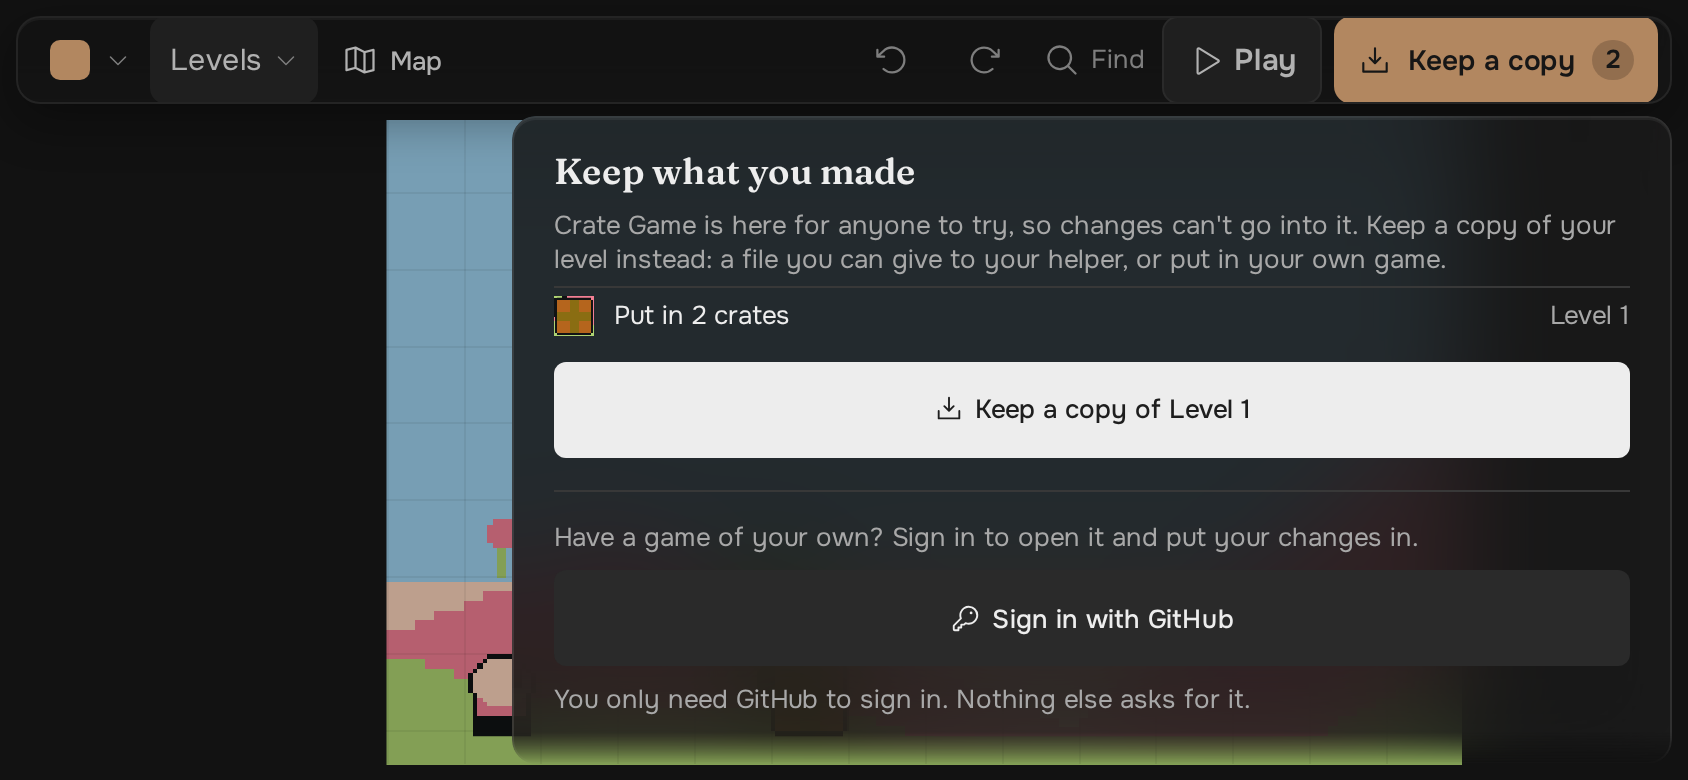 Levels
Map
Find
Play
Keep a copy 2
Keep what you made
Crate Game is here for anyone to try, so changes can't go into it. Keep a copy of your
level instead: a file you can give to your helper, or put in your own game.
Put in 2 crates
Level 1
Keep a copy of Level 1
Have a game of your own? Sign in to open it and put your changes in.
Sign in with GitHub
You only need GitHub to sign in. Nothing else asks for it.